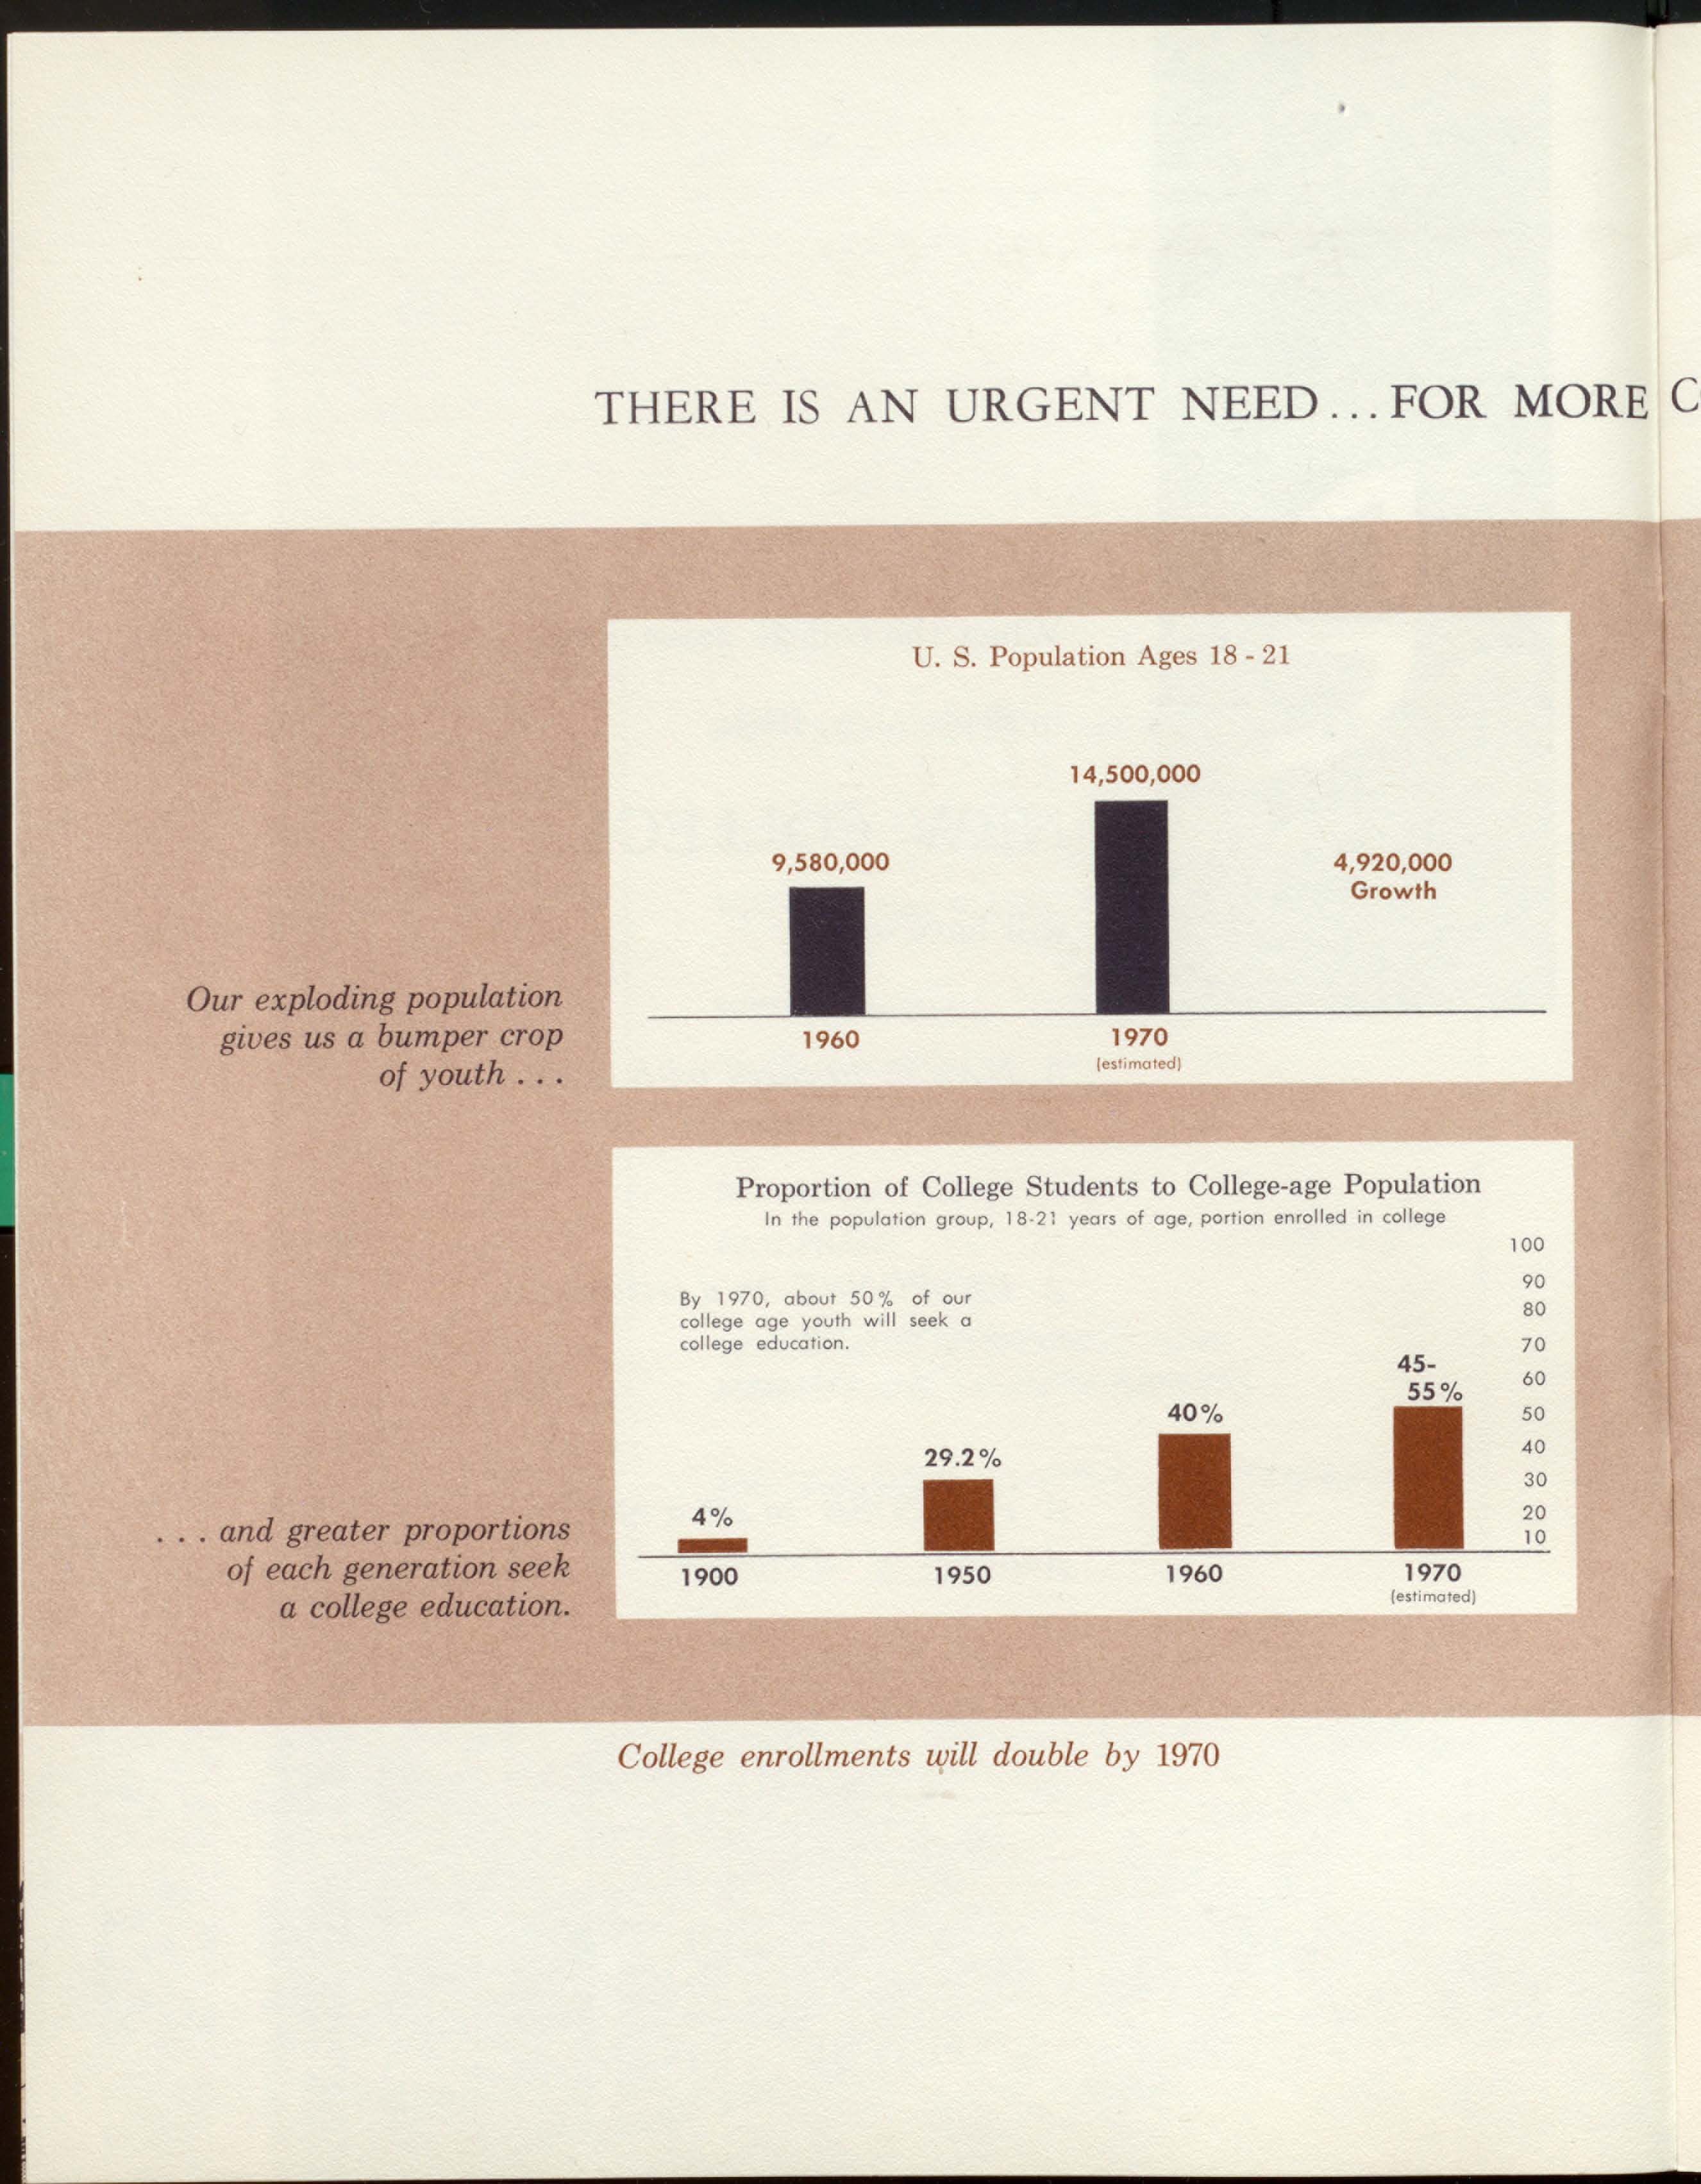 THERE IS AN URGENT NEED...FOR MORE C
U. S. Population Ages 18 - 21
14,500,000
9,580,000
4,920,000
Growth
1960
1970
(estimated)
Our exploding population
gives us a bumper crop
of youth . . .
Proportion of College Students to College-age Population
In the population group, 18-21 years of age, portion enrolled in college
By 1970, about 50% of our
college age youth will seek a
college education.
100
90
80
70
60
50
40
30
20
10
4%
29.2%
40%
45-
55%
1900
1950
1960
1970
(estimated)
. . . and greater proportions
of each generation seek
a college education.
College enrollments will double by 1970